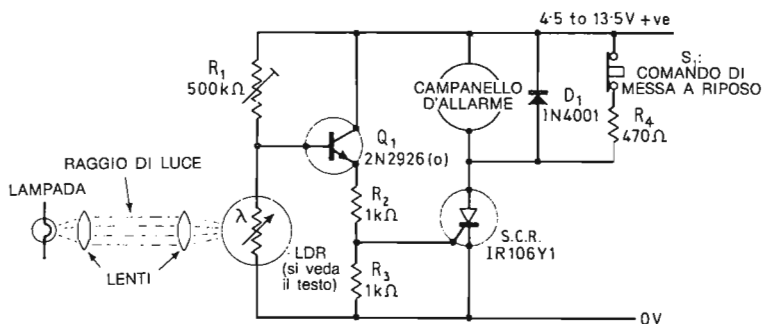 4·5 to 13·5V +ve
S₁:
COMANDO DI
MESSA A RIPOSO
R₁
500kΩ
CAMPANELLO
D'ALLARME
D₁
IN4001
R₄
470Ω
Q₁
2N2926(o)
RAGGIO DI LUCE
LAMPADA
λ
R₂
1kΩ
LENTI
LDR
(si veda
il testo)
S.C.R.
IR106Y1
R₃
1kΩ
0V